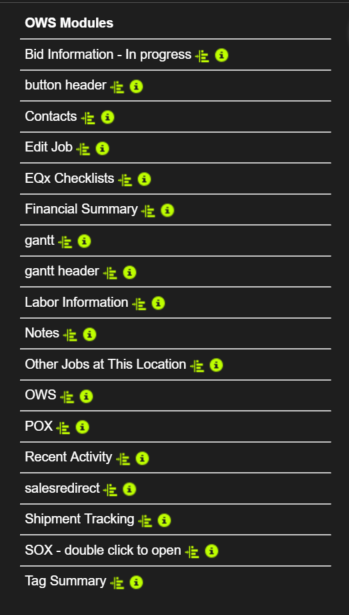 OWS Modules
Bid Information - In progress
button header
Contacts
Edit Job
EQx Checklists
Financial Summary
gantt
gantt header
Labor Information
Notes
Other Jobs at This Location
OWS
POX
Recent Activity
salesredirect
Shipment Tracking
SOX - double click to open
Tag Summary